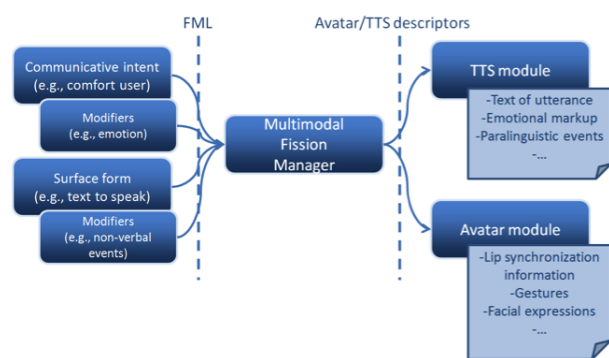 FML
Avatar/TTS descriptors
Communicative intent
(e.g., comfort user)
Modifiers
(e.g., emotion)
Surface form
(e.g., text to speak)
Modifiers
(e.g., non-verbal
events)
Multimodal
Fission
Manager
TTS module
-Text of utterance
-Emotional markup
-Paralinguistic events
-...
Avatar module
-Lip synchronization
information
-Gestures
-Facial expressions
-...